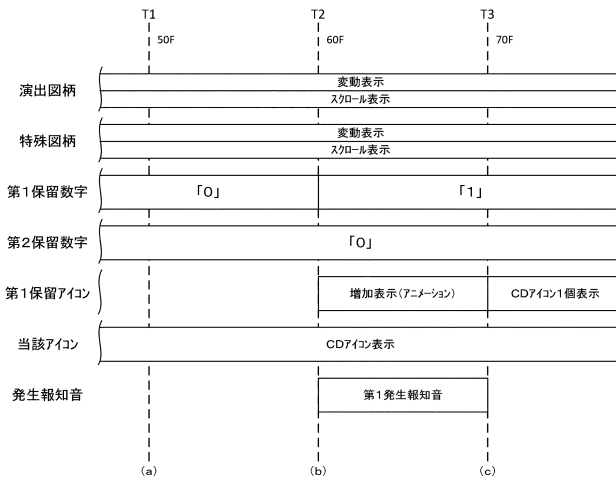 T1 T2 T3
50F 60F 70F
演出図柄 変動表示
スクロール表示
特殊図柄 変動表示
スクロール表示
第1保留数字 「0」 「1」
第2保留数字 「0」
第1保留アイコン 増加表示(アニメーション) CDアイコン1個表示
当該アイコン CDアイコン表示
発生報知音 第1発生報知音
(a) (b) (c)